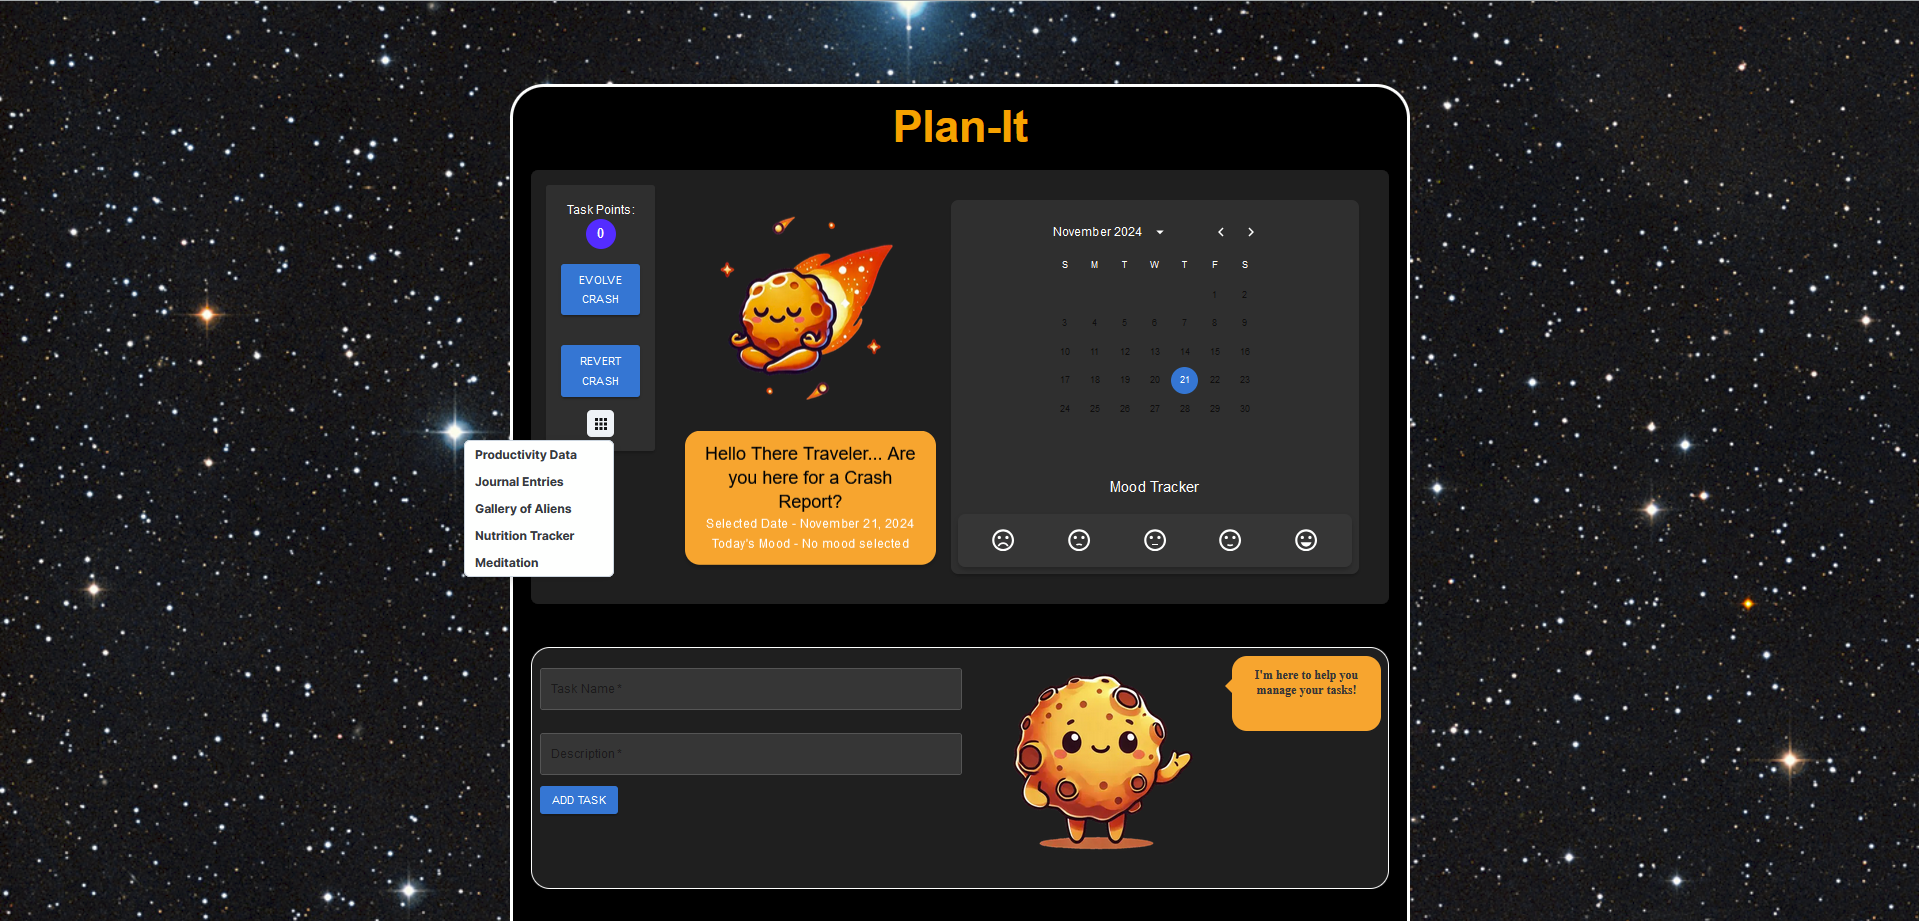 Plan-It
Task Points:
0
EVOLVE
CRASH
REVERT
CRASH
Productivity Data
Journal Entries
Gallery of Aliens
Nutrition Tracker
Meditation
Hello There Traveler... Are
you here for a Crash
Report?
Selected Date - November 21, 2024
Today's Mood - No mood selected
November 2024
S M T W T F S
1 2
3 4 5 6 7 8 9
10 11 12 13 14 15 16
17 18 19 20 21 22 23
24 25 26 27 28 29 30
Mood Tracker
Task Name *
Description *
ADD TASK
I'm here to help you
manage your tasks!